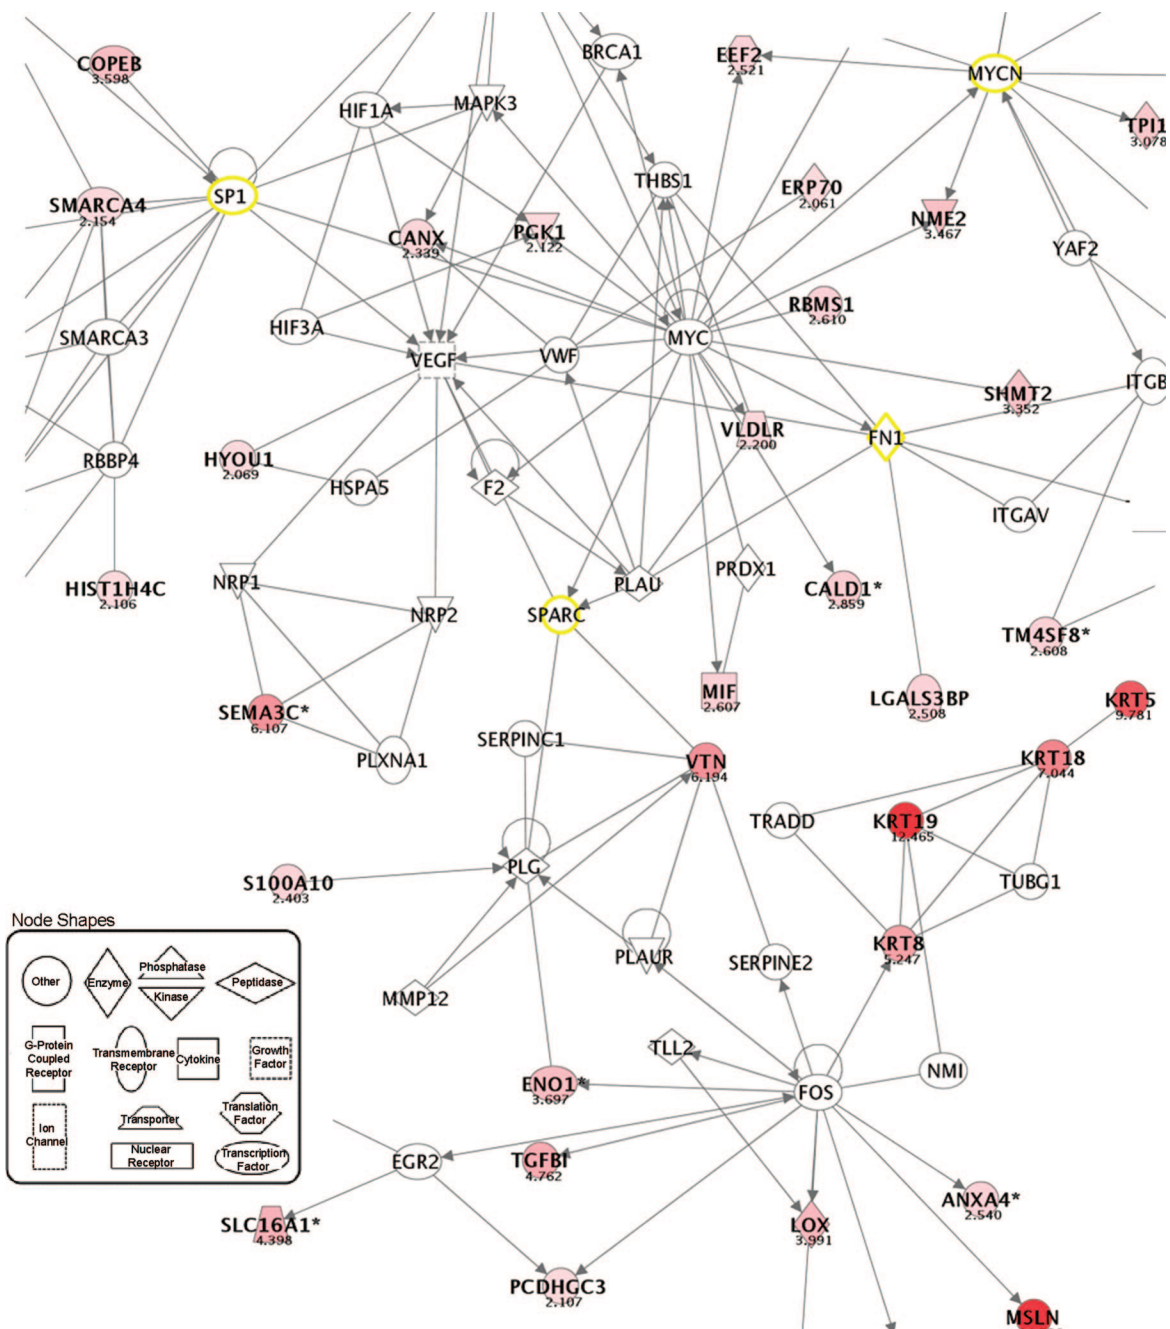 BRCA1
EEF2
2.521
MYCN
COPEB
3.598
HIF1A
MAPK3
TPI1
3.078
THBS1
ERP70
2.061
SP1
SMARCA4
2.154
NME2
3.467
CANX
2.339
PGK1
2.122
YAF2
RBMS1
2.610
HIF3A
SMARCA3
MYC
VEGF
VWF
ITGB
SHMT2
3.352
VLDLR
2.200
FN1
HYOU1
2.069
RBBP4
HSPA5
F2
ITGAV
HIST1H4C
2.106
NRP1
PLAU
PRDX1
CALD1*
2.859
NRP2
SPARC
TM4SF8*
2.608
MIF
2.607
LGALS3BP
2.508
KRT5
9.781
SEMA3C*
6.107
SERPINC1
PLXNA1
VTN
6.194
KRT18
7.044
TRADD
KRT19
12.465
PLG
S100A10
2.403
TUBG1
KRT8
5.247
PLAUR
SERPINE2
MMP12
TLL2
NMI
ENO1*
3.697
FOS
EGR2
TGFBI
4.762
ANXA4*
2.540
SLC16A1*
4.398
LOX
3.991
PCDHGC3
2.107
MSLN
Node Shapes
Other
Enzyme
Phosphatase
Kinase
Peptidase
G-Protein
Coupled
Receptor
Transmembrane
Receptor
Cytokine
Growth
Factor
Ion
Channel
Transporter
Translation
Factor
Nuclear
Receptor
Transcription
Factor